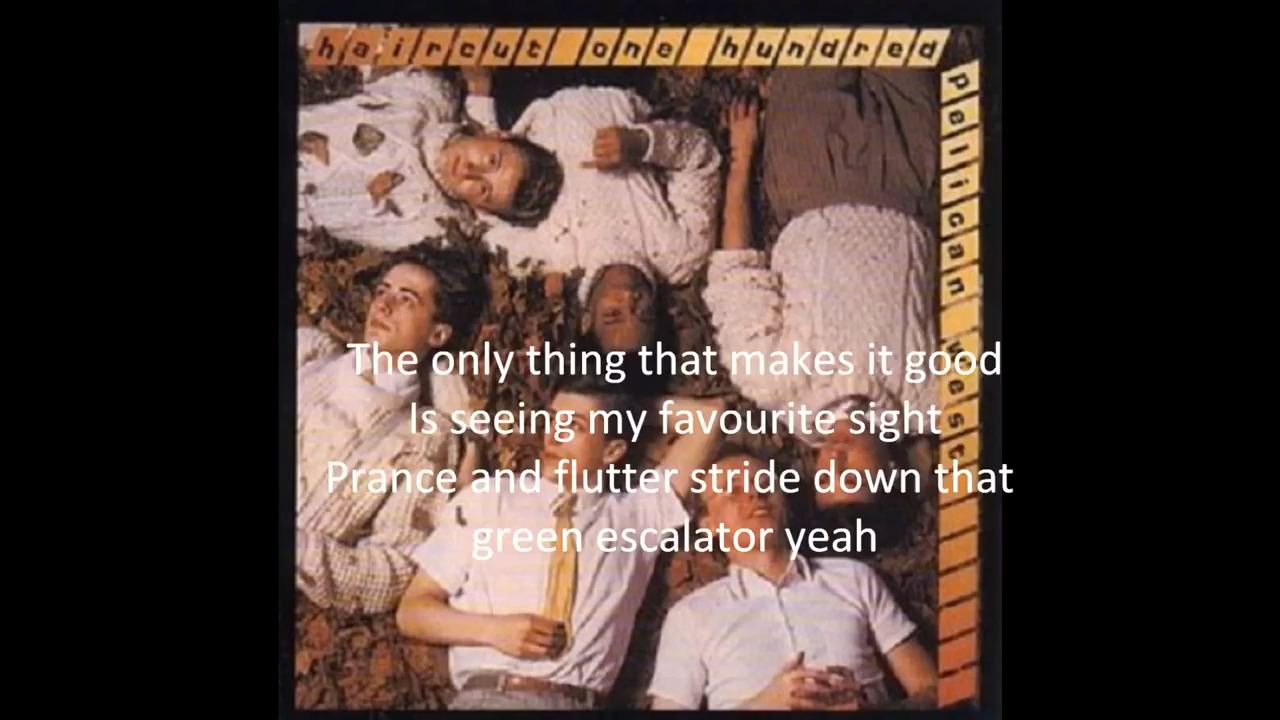 haircut one hundred
pelican west
The only thing that makes it good
Is seeing my favourite sight
Prance and flutter stride down that
green escalator yeah